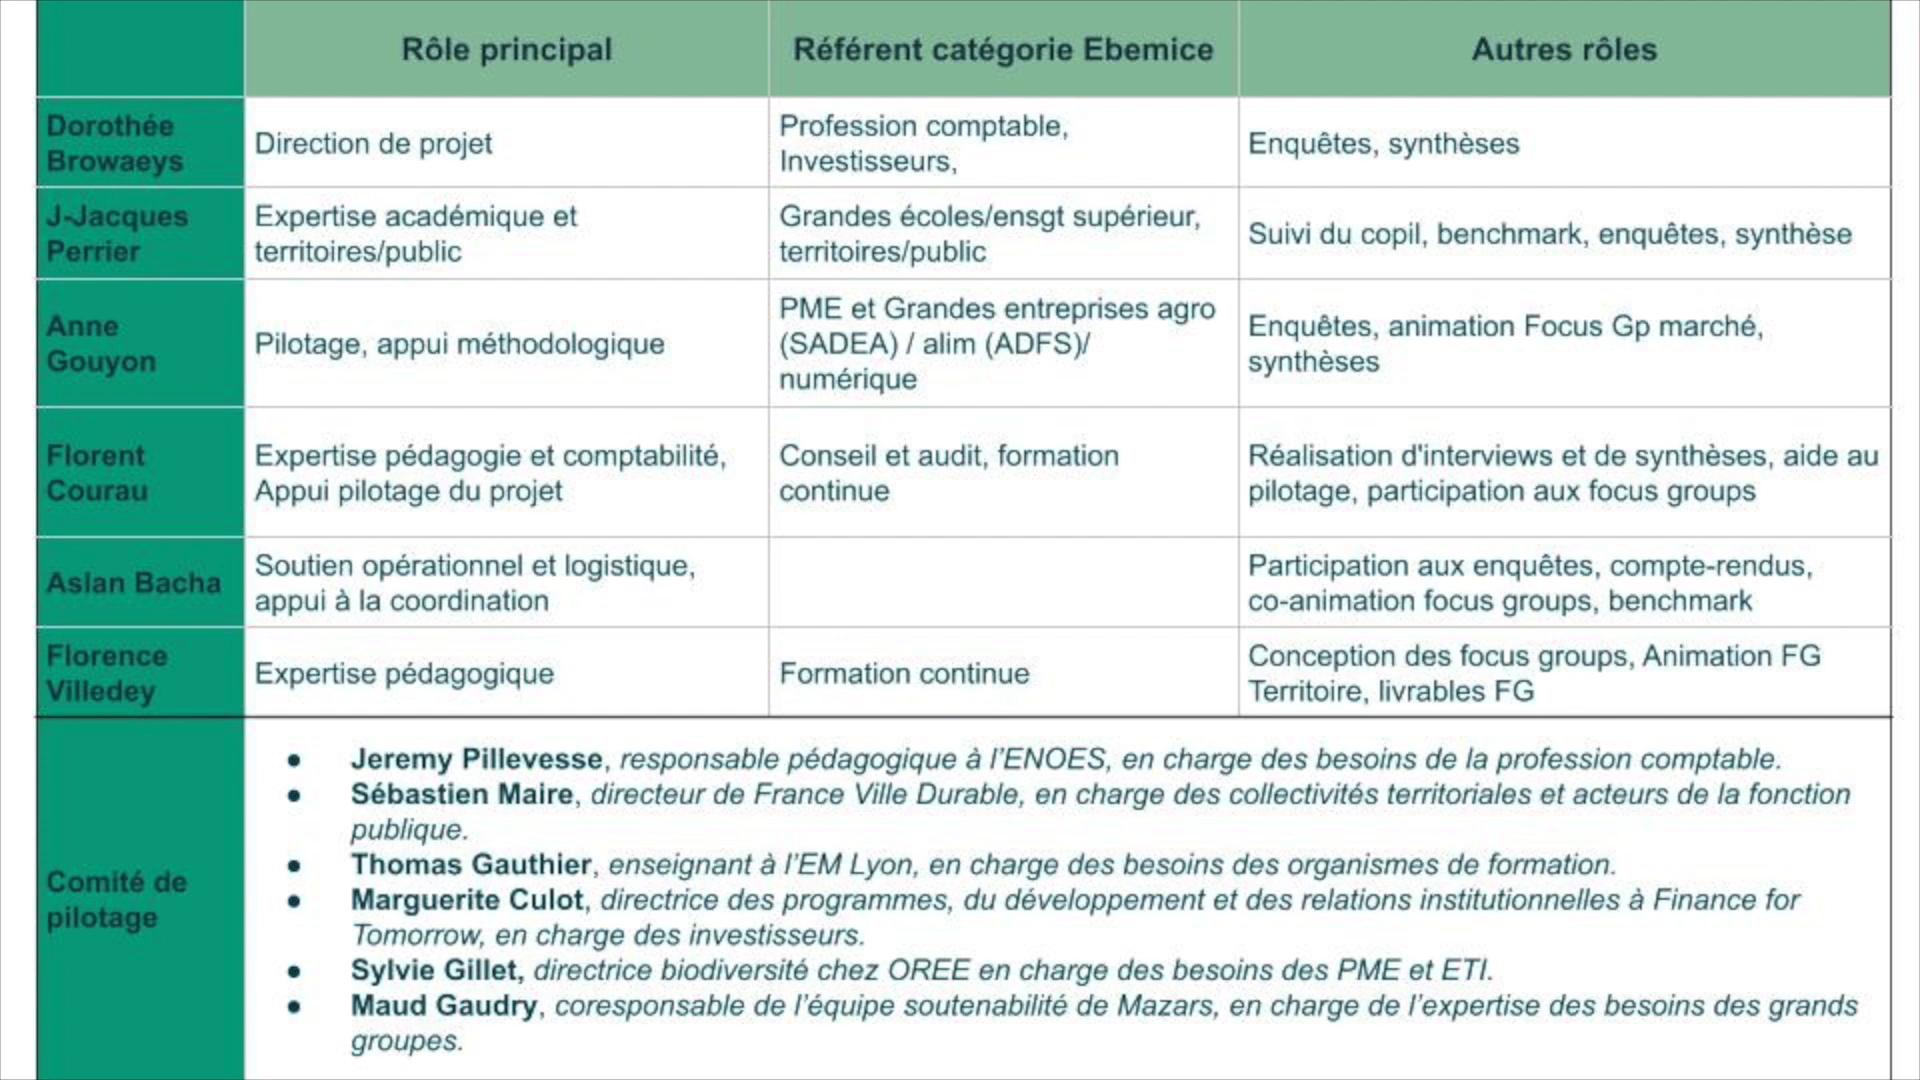 Rôle principal
Référent catégorie Ebemice
Autres rôles
Dorothée
Browaeys
Direction de projet
Profession comptable,
Investisseurs,
Enquêtes, synthèses
J-Jacques
Perrier
Expertise académique et
territoires/public
Grandes écoles/ensgt supérieur,
territoires/public
Suivi du copil, benchmark, enquêtes, synthèse
Anne
Gouyon
Pilotage, appui méthodologique
PME et Grandes entreprises agro
(SADEA) / alim (ADFS)/
numérique
Enquêtes, animation Focus Gp marché,
synthèses
Florent
Courau
Expertise pédagogie et comptabilité,
Appui pilotage du projet
Conseil et audit, formation
continue
Réalisation d'interviews et de synthèses, aide au
pilotage, participation aux focus groups
Aslan Bacha
Soutien opérationnel et logistique,
appui à la coordination
Participation aux enquêtes, compte-rendus,
co-animation focus groups, benchmark
Florence
Villedey
Expertise pédagogique
Formation continue
Conception des focus groups, Animation FG
Territoire, livrables FG
Comité de
pilotage
● Jeremy Pillevesse, responsable pédagogique à l'ENOES, en charge des besoins de la profession comptable.
● Sébastien Maire, directeur de France Ville Durable, en charge des collectivités territoriales et acteurs de la fonction
publique.
● Thomas Gauthier, enseignant à l'EM Lyon, en charge des besoins des organismes de formation.
● Marguerite Culot, directrice des programmes, du développement et des relations institutionnelles à Finance for
Tomorrow, en charge des investisseurs.
● Sylvie Gillet, directrice biodiversité chez OREE en charge des besoins des PME et ETI.
● Maud Gaudry, coresponsable de l'équipe soutenabilité de Mazars, en charge de l'expertise des besoins des grands
groupes.